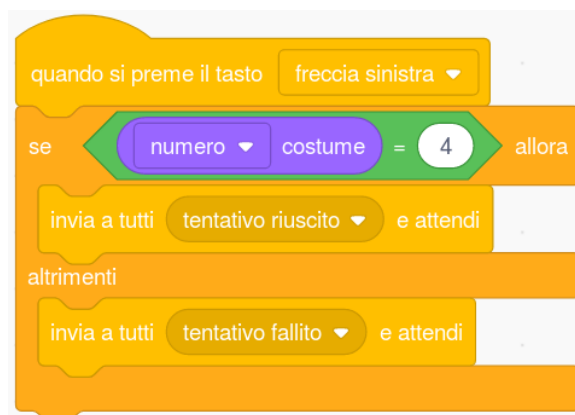 quando si preme il tasto freccia sinistra
se numero costume = 4 allora
invia a tutti tentativo riuscito e attendi
altrimenti
invia a tutti tentativo fallito e attendi